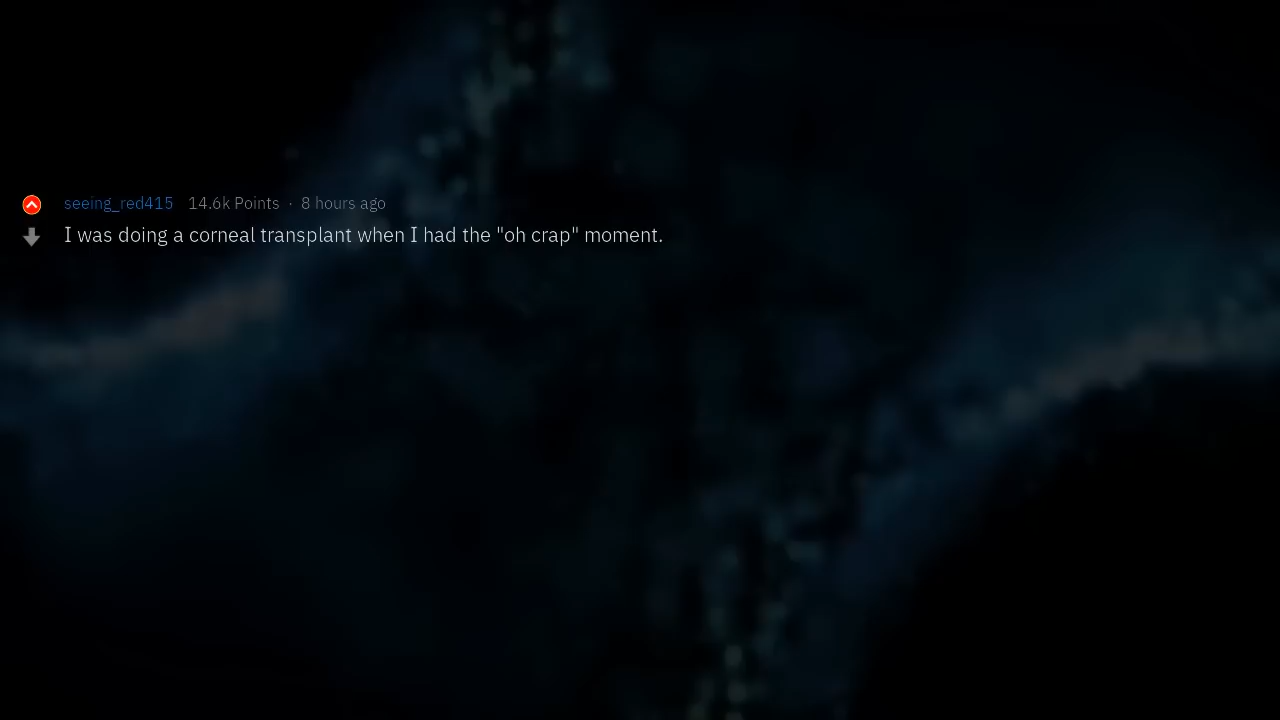 seeing_red415 14.6k Points · 8 hours ago
I was doing a corneal transplant when I had the "oh crap" moment.